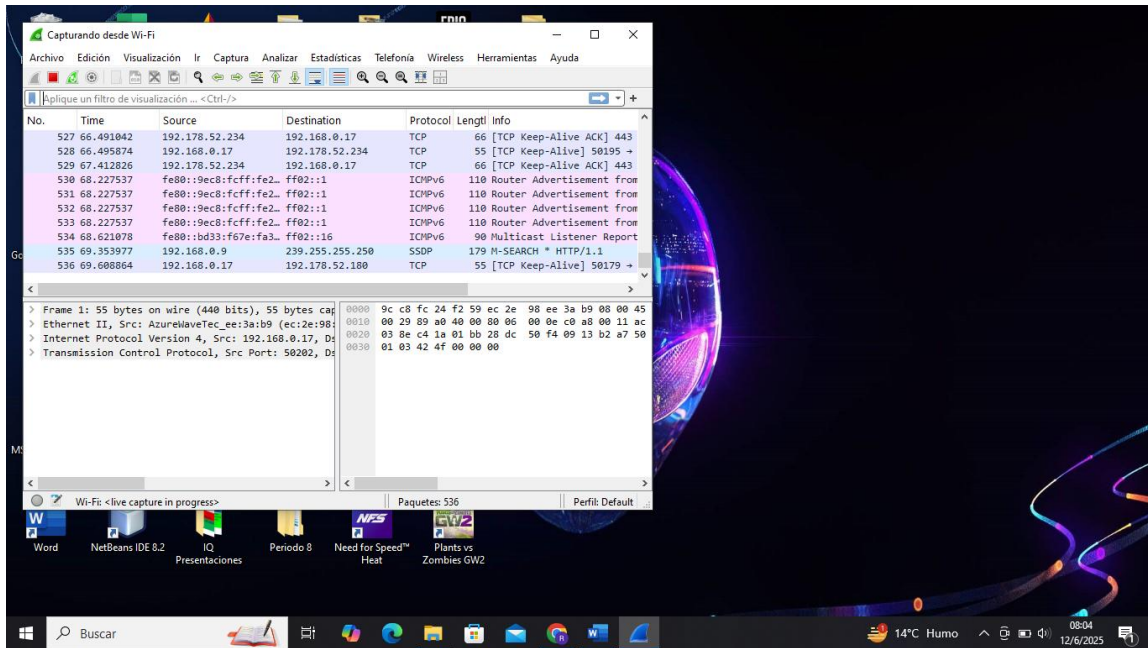 EPIC
Capturando desde Wi-Fi
Archivo Edición Visualización Ir Captura Analizar Estadísticas Telefonía Wireless Herramientas Ayuda
Aplique un filtro de visualización ... <Ctrl-/>
No. Time Source Destination Protocol Lengtl Info
527 66.491042 192.178.52.234 192.168.0.17 TCP 66 [TCP Keep-Alive ACK] 443
528 66.495874 192.168.0.17 192.178.52.234 TCP 55 [TCP Keep-Alive] 50195 →
529 67.412826 192.178.52.234 192.168.0.17 TCP 66 [TCP Keep-Alive ACK] 443
530 68.227537 fe80::9ec8:fcff:fe2… ff02::1 ICMPv6 110 Router Advertisement from
531 68.227537 fe80::9ec8:fcff:fe2… ff02::1 ICMPv6 110 Router Advertisement from
532 68.227537 fe80::9ec8:fcff:fe2… ff02::1 ICMPv6 110 Router Advertisement from
533 68.227537 fe80::9ec8:fcff:fe2… ff02::1 ICMPv6 110 Router Advertisement from
534 68.621078 fe80::bd33:f67e:fa3… ff02::16 ICMPv6 90 Multicast Listener Report
535 69.353977 192.168.0.9 239.255.255.250 SSDP 179 M-SEARCH * HTTP/1.1
536 69.608864 192.168.0.17 192.178.52.180 TCP 55 [TCP Keep-Alive] 50179 →
Frame 1: 55 bytes on wire (440 bits), 55 bytes cap
Ethernet II, Src: AzureWaveTec_ee:3a:b9 (ec:2e:98:
Internet Protocol Version 4, Src: 192.168.0.17, Ds
Transmission Control Protocol, Src Port: 50202, Ds
0000 9c c8 fc 24 f2 59 ec 2e 98 ee 3a b9 08 00 45
0010 00 29 89 a0 40 00 80 06 00 0e c0 a8 00 11 ac
0020 03 8e c4 1a 01 bb 28 dc 50 f4 09 13 b2 a7 50
0030 01 03 42 4f 00 00 00
Wi-Fi: <live capture in progress> Paquetes: 536 Perfil: Default
Word
NetBeans IDE 8.2
IQ
Presentaciones
Periodo 8
NFS
Need for Speed™
Heat
GW2
Plants vs
Zombies GW2
Buscar
14°C Humo
08:04
12/6/2025